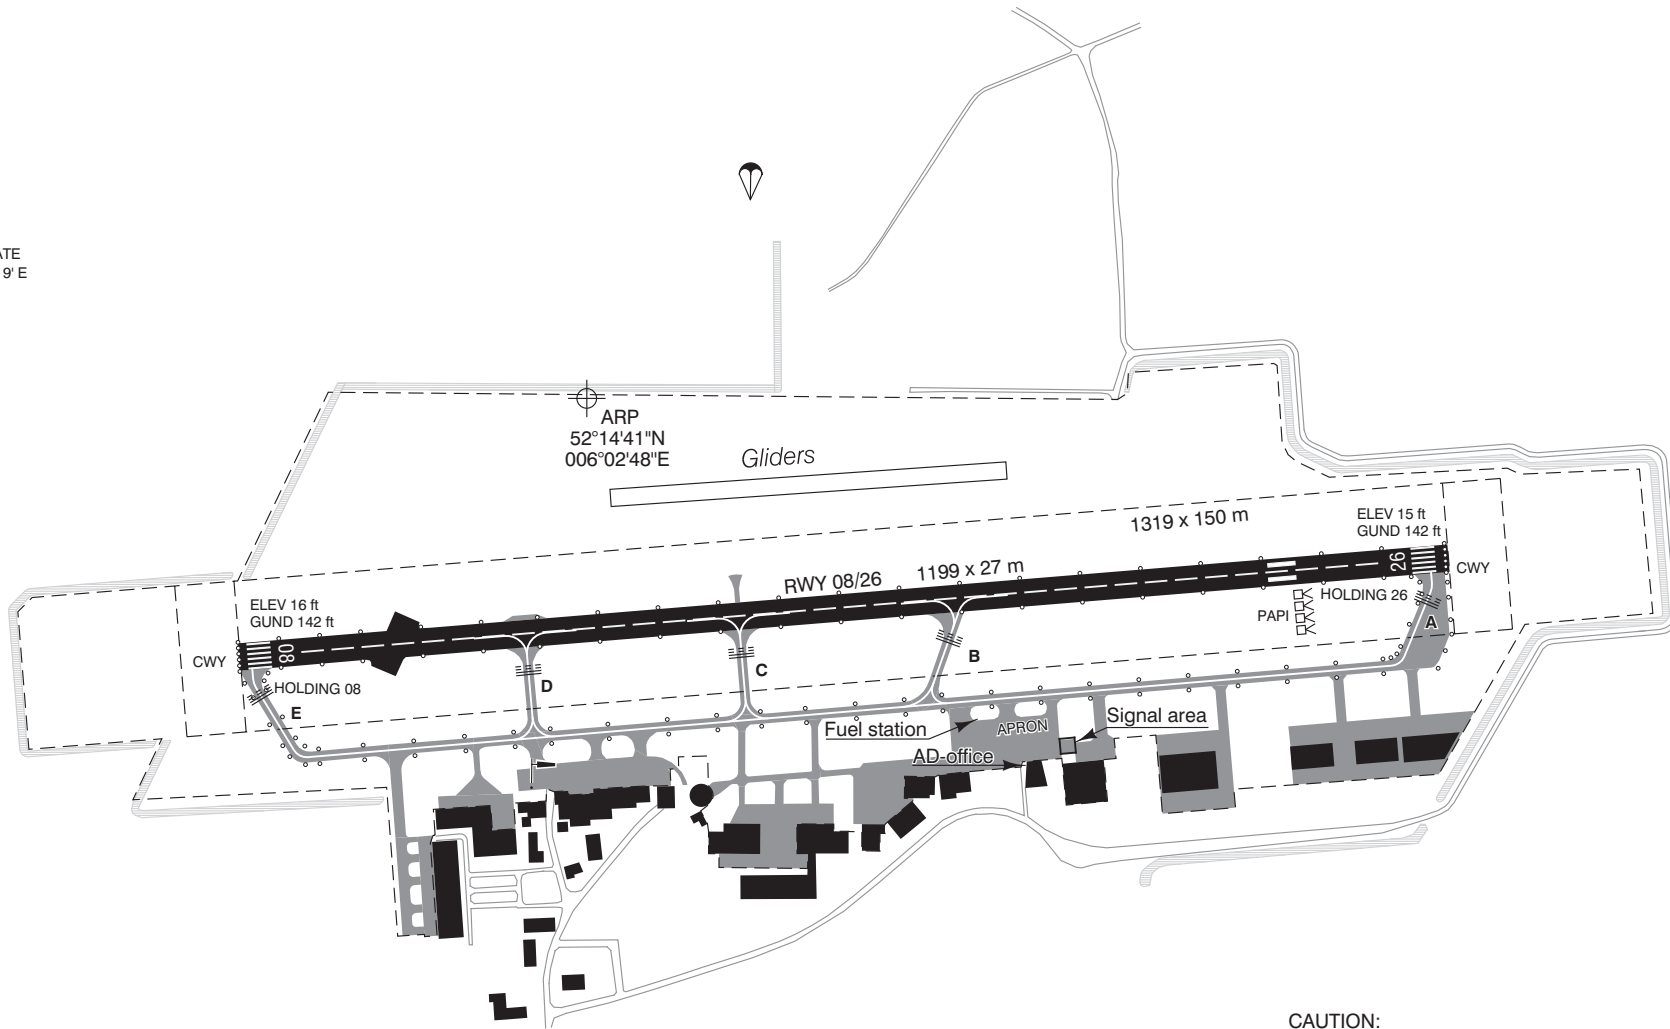 ATE
9' E
ARP
52°14'41"N
006°02'48"E
Gliders
1319 x 150 m
ELEV 15 ft
GUND 142 ft
RWY 08/26
1199 x 27 m
26
CWY
HOLDING 26
PAPI
A
ELEV 16 ft
GUND 142 ft
08
CWY
HOLDING 08
E
D
C
B
Fuel station
APRON
Signal area
AD-office
CAUTION: